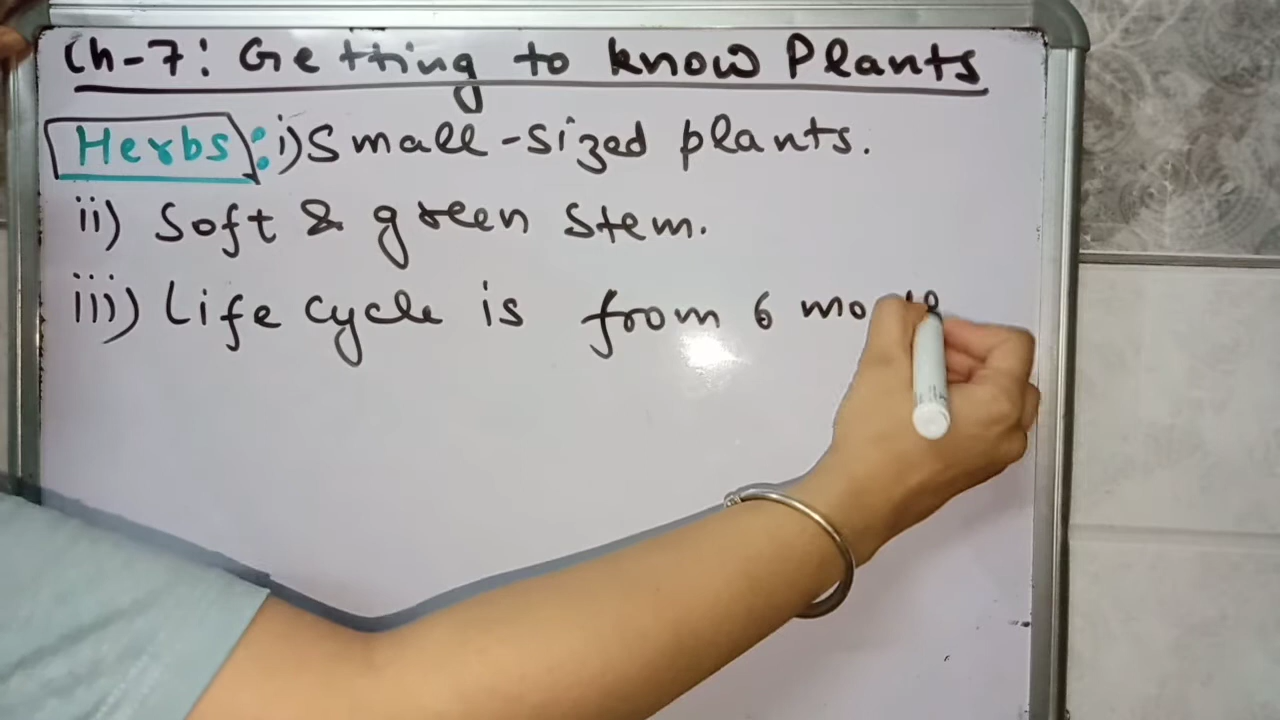 Ch-7: Getting to know Plants
Herbs: i) Small-sized plants.
ii) Soft & green stem.
iii) Life cycle is from 6